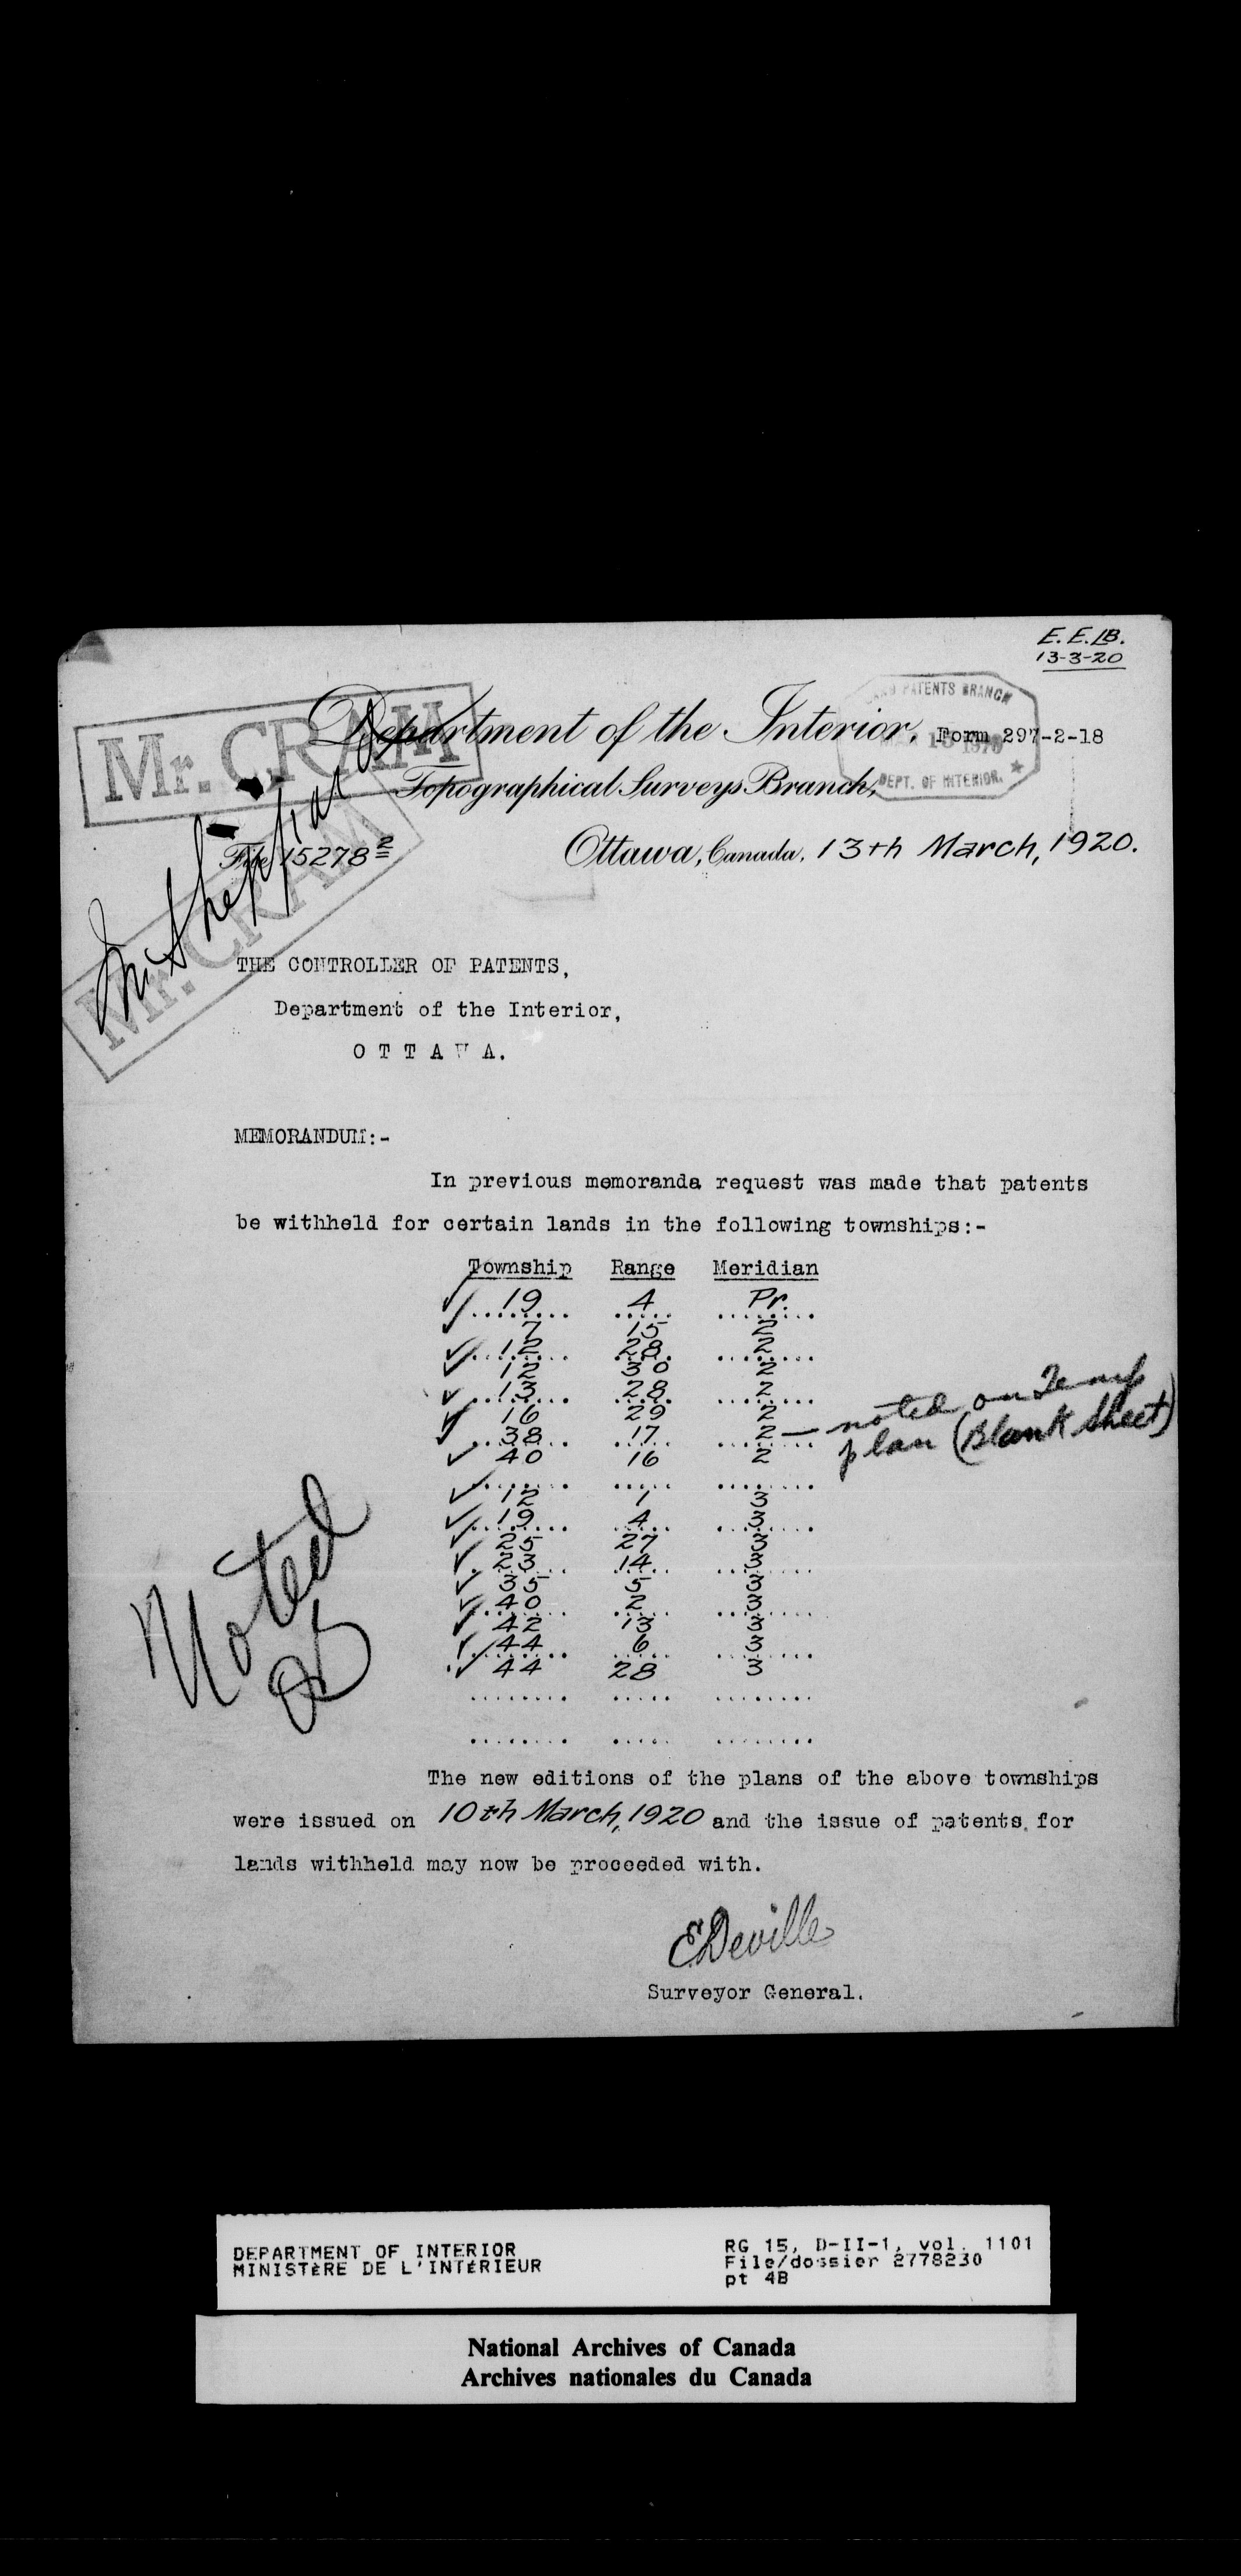 E.E.B.
13-3-20
LAND PATENTS BRANCH
DEPT. OF INTERIOR.
Mr. CRAM
Department of the Interior, Form 297-2-18
Topographical Surveys Branch,
File 15278 2
Ottawa, Canada, 13th March, 1920.
Mr. CRAM
Mr Sheppard
THE CONTROLLER OF PATENTS,
Department of the Interior,
O T T A W A.
MEMORANDUM:-
In previous memoranda request was made that patents
be withheld for certain lands in the following townships:-
Township Range Meridian
19 4 Pr.
7 15 2
12 28 2
12 30 2
13 28 2
16 29 2
38 17 2 — noted on Temp
plan (Blank Sheet)
40 16 2
12 1 3
19 4 3
25 27 3
23 14 3
35 5 3
40 2 3
42 13 3
44 6 3
44 28 3
Noted
The new editions of the plans of the above townships
were issued on 10th March, 1920 and the issue of patents for
lands withheld may now be proceeded with.
E Deville
Surveyor General.
DEPARTMENT OF INTERIOR
MINISTÈRE DE L'INTÉRIEUR
RG 15, D-II-1, vol. 1101
File/dossier 2778230
pt 4B
National Archives of Canada
Archives nationales du Canada